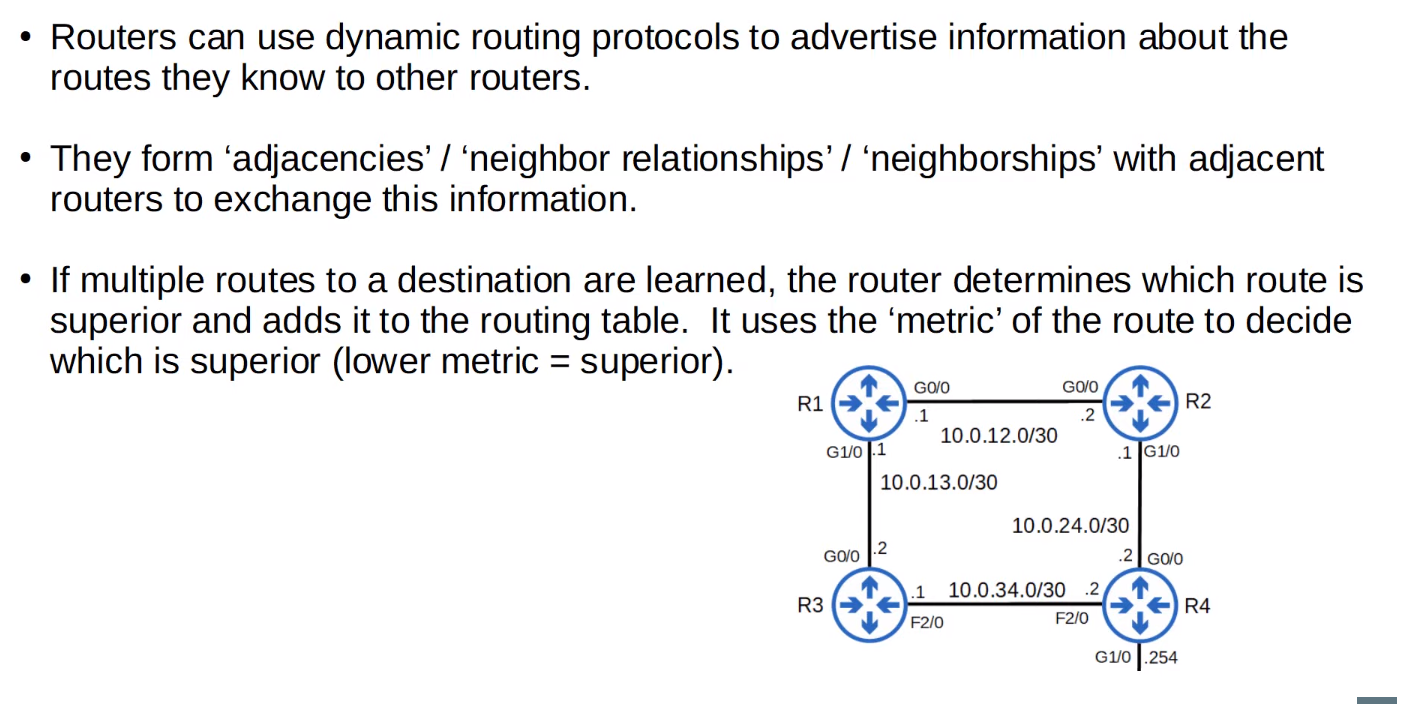 • Routers can use dynamic routing protocols to advertise information about the
routes they know to other routers.
• They form ‘adjacencies’ / ‘neighbor relationships’ / ‘neighborships’ with adjacent
routers to exchange this information.
• If multiple routes to a destination are learned, the router determines which route is
superior and adds it to the routing table.  It uses the ‘metric’ of the route to decide
which is superior (lower metric = superior).
R1 G0/0 G0/0 R2
.1 .2
10.0.12.0/30
G1/0 .1 .1 G1/0
10.0.13.0/30
10.0.24.0/30
G0/0 .2 .2 G0/0
R3 .1 10.0.34.0/30 .2 R4
F2/0 F2/0
G1/0 .254